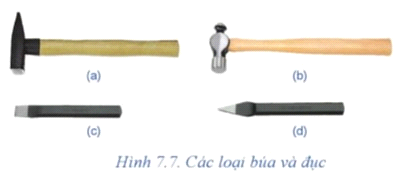 (a) (b)
(c) (d)
Hình 7.7. Các loại búa và đục